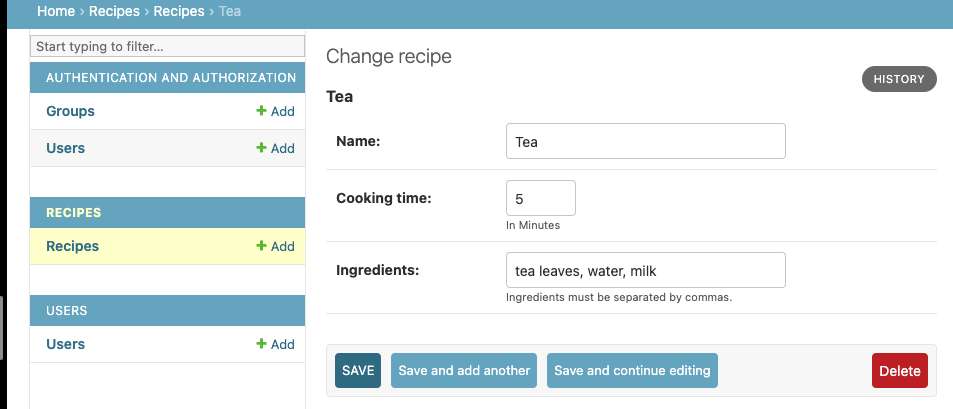 Home › Recipes › Recipes › Tea
Start typing to filter...
AUTHENTICATION AND AUTHORIZATION
Groups + Add
Users + Add
RECIPES
Recipes + Add
USERS
Users + Add
Change recipe
HISTORY
Tea
Name: Tea
Cooking time: 5
In Minutes
Ingredients: tea leaves, water, milk
Ingredients must be separated by commas.
SAVE Save and add another Save and continue editing Delete